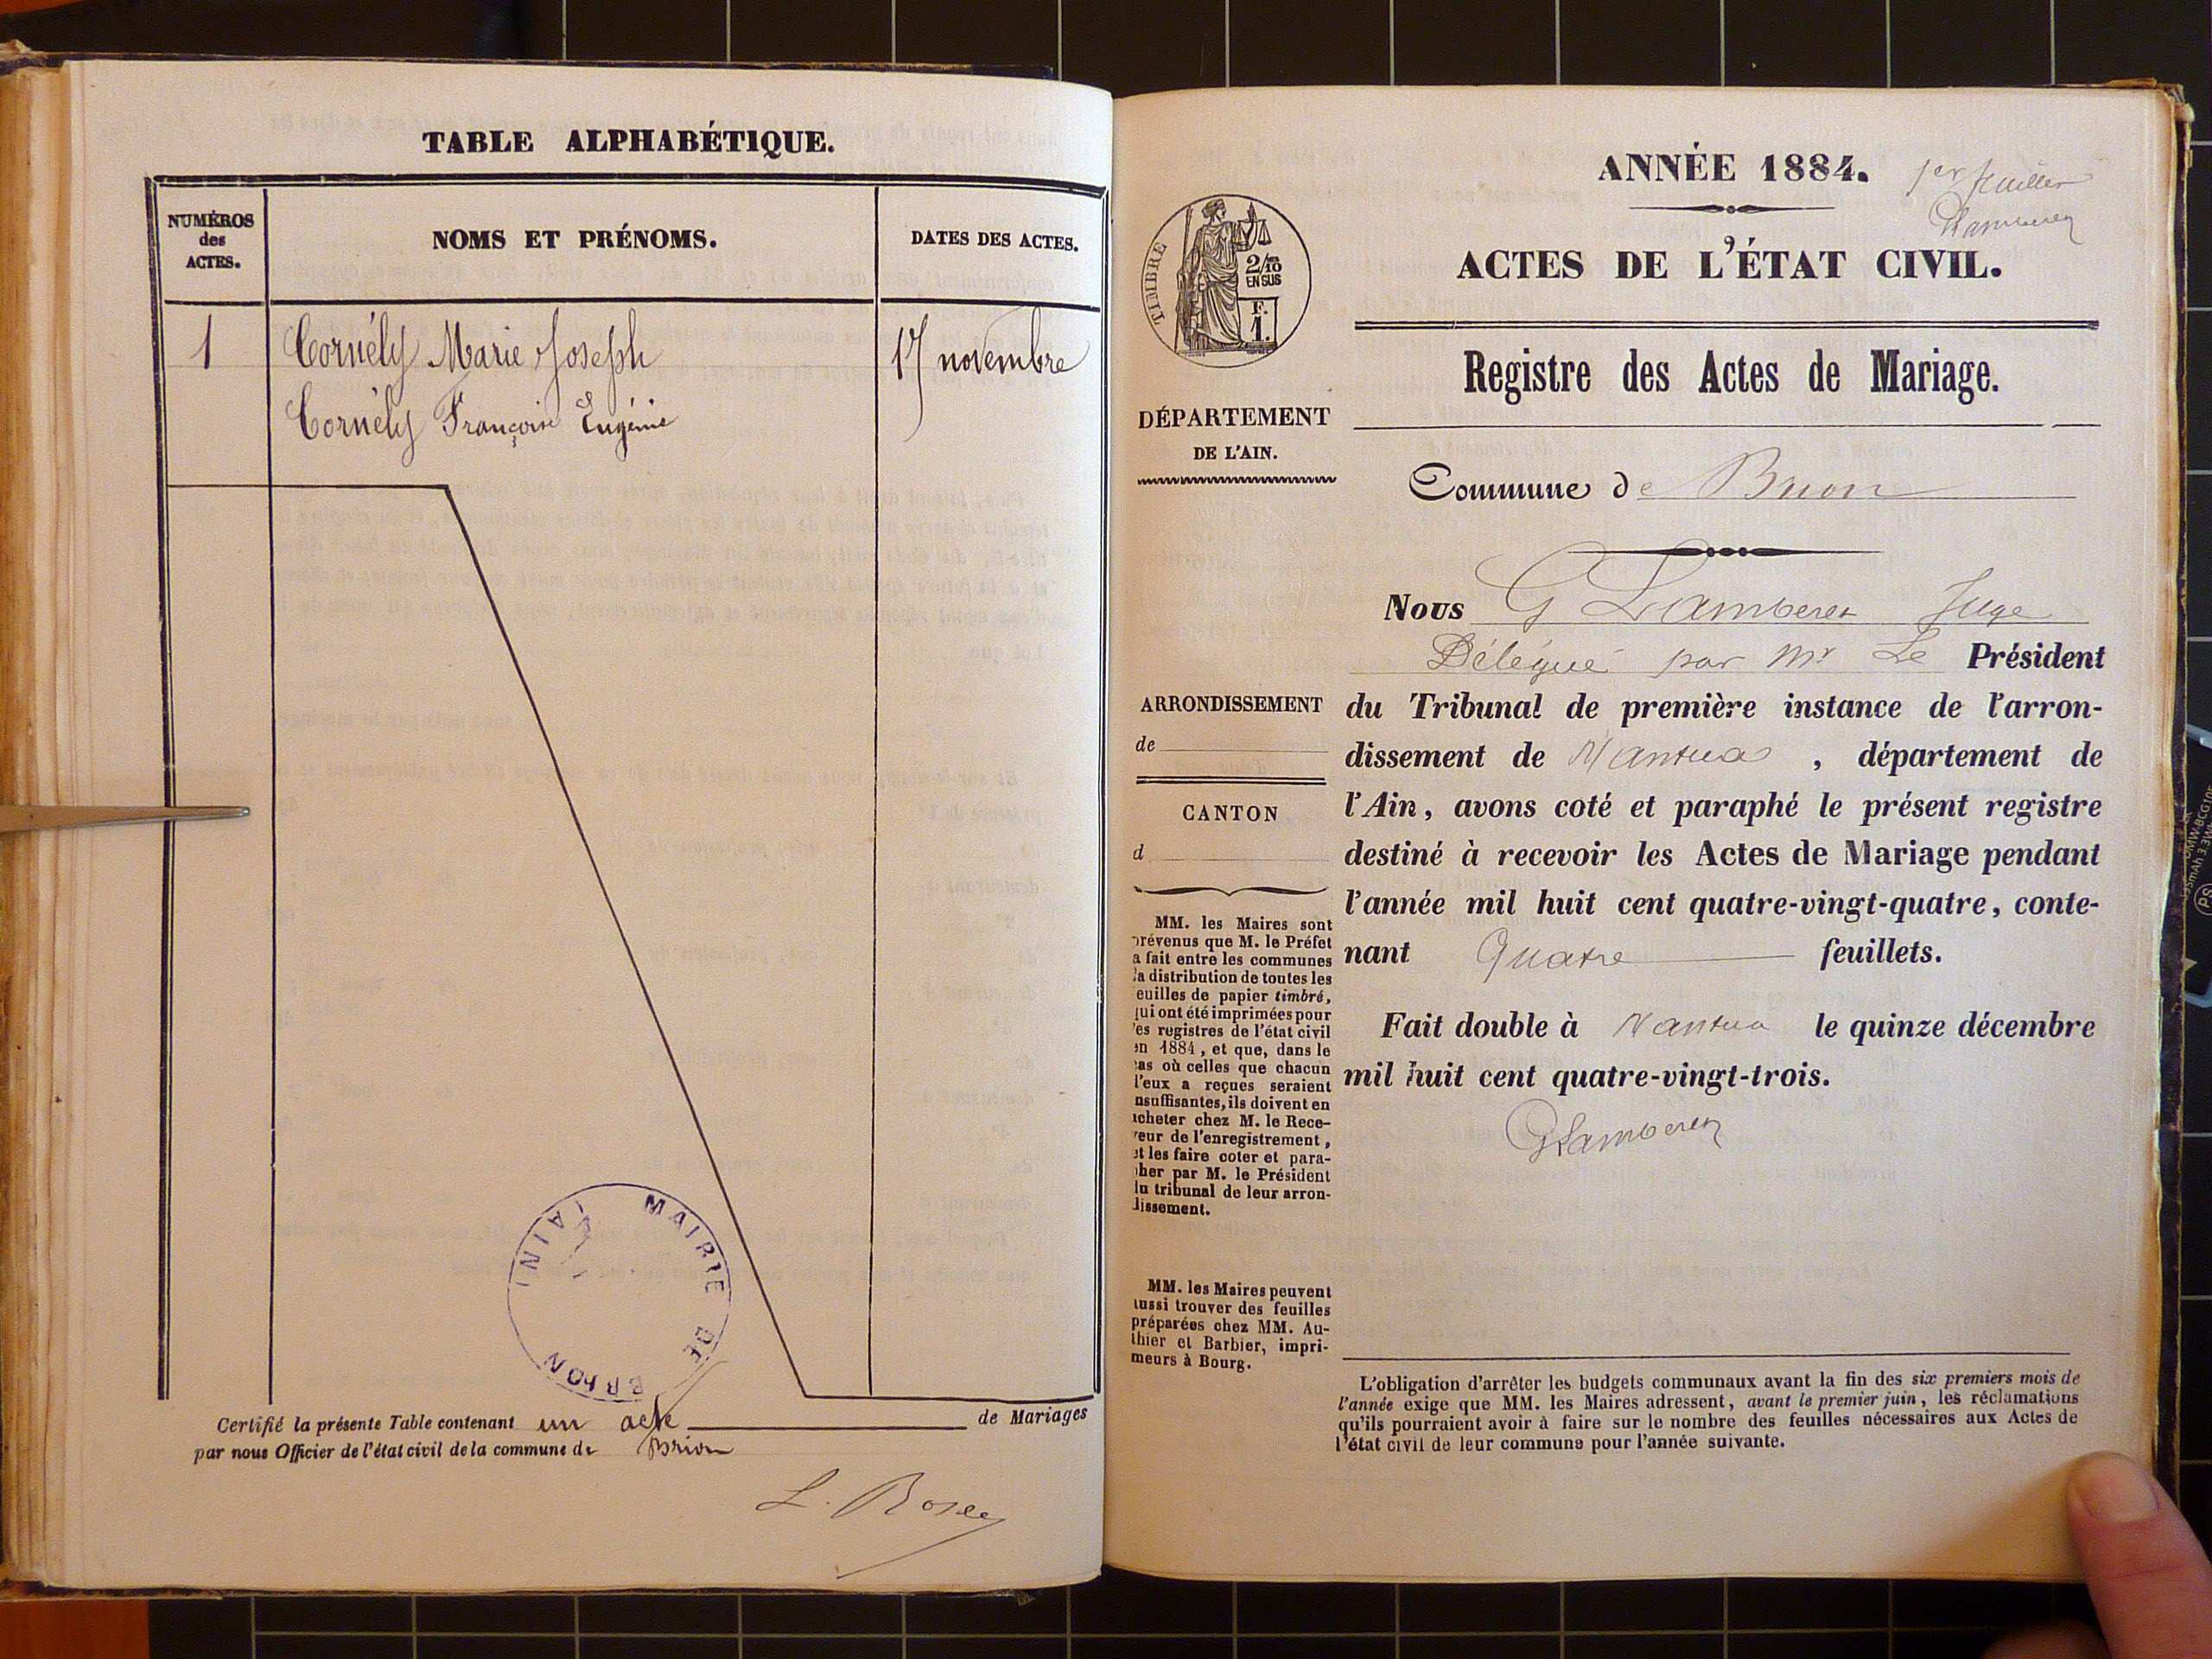 TABLE ALPHABÉTIQUE.
NUMÉROS
des
ACTES.
NOMS ET PRÉNOMS.
DATES DES ACTES.
1
Cornély Marie Joseph
17 novembre
Cornély Françoise Eugénie
MAIRIE DE BRION
(AIN)
Certifié la présente Table contenant un acte de Mariages
par nous Officier de l'état civil de la commune de Brion
ANNÉE 1884.
1er feuillet
ACTES DE L'ÉTAT CIVIL.
TIMBRE
2/10
EN SUS
F.
1.
Registre des Actes de Mariage.
DÉPARTEMENT
DE L'AIN.
Commune de Brion
Nous G Lamberet Juge
Délégué par Mr Le Président
ARRONDISSEMENT
de
CANTON
d
du Tribunal de première instance de l'arron-
dissement de Nantua, département de
l'Ain, avons coté et paraphé le présent registre
destiné à recevoir les Actes de Mariage pendant
l'année mil huit cent quatre-vingt-quatre, conte-
nant Quatre feuillets.
Fait double à Nantua le quinze décembre
mil huit cent quatre-vingt-trois.
GLamberet
MM. les Maires sont
prévenus que M. le Préfet
a fait entre les communes
la distribution de toutes les
feuilles de papier timbré,
qui ont été imprimées pour
les registres de l'état civil
en 1884, et que, dans le
cas où celles que chacun
d'eux a reçues seraient
insuffisantes, ils doivent en
acheter chez M. le Rece-
veur de l'enregistrement,
et les faire coter et para-
pher par M. le Président
du tribunal de leur arron-
dissement.
MM. les Maires peuvent
aussi trouver des feuilles
préparées chez MM. Au-
thier et Barbier, impri-
meurs à Bourg.
L'obligation d'arrêter les budgets communaux avant la fin des six premiers mois de
l'année exige que MM. les Maires adressent, avant le premier juin, les réclamations
qu'ils pourraient avoir à faire sur le nombre des feuilles nécessaires aux Actes de
l'état civil de leur commune pour l'année suivante.